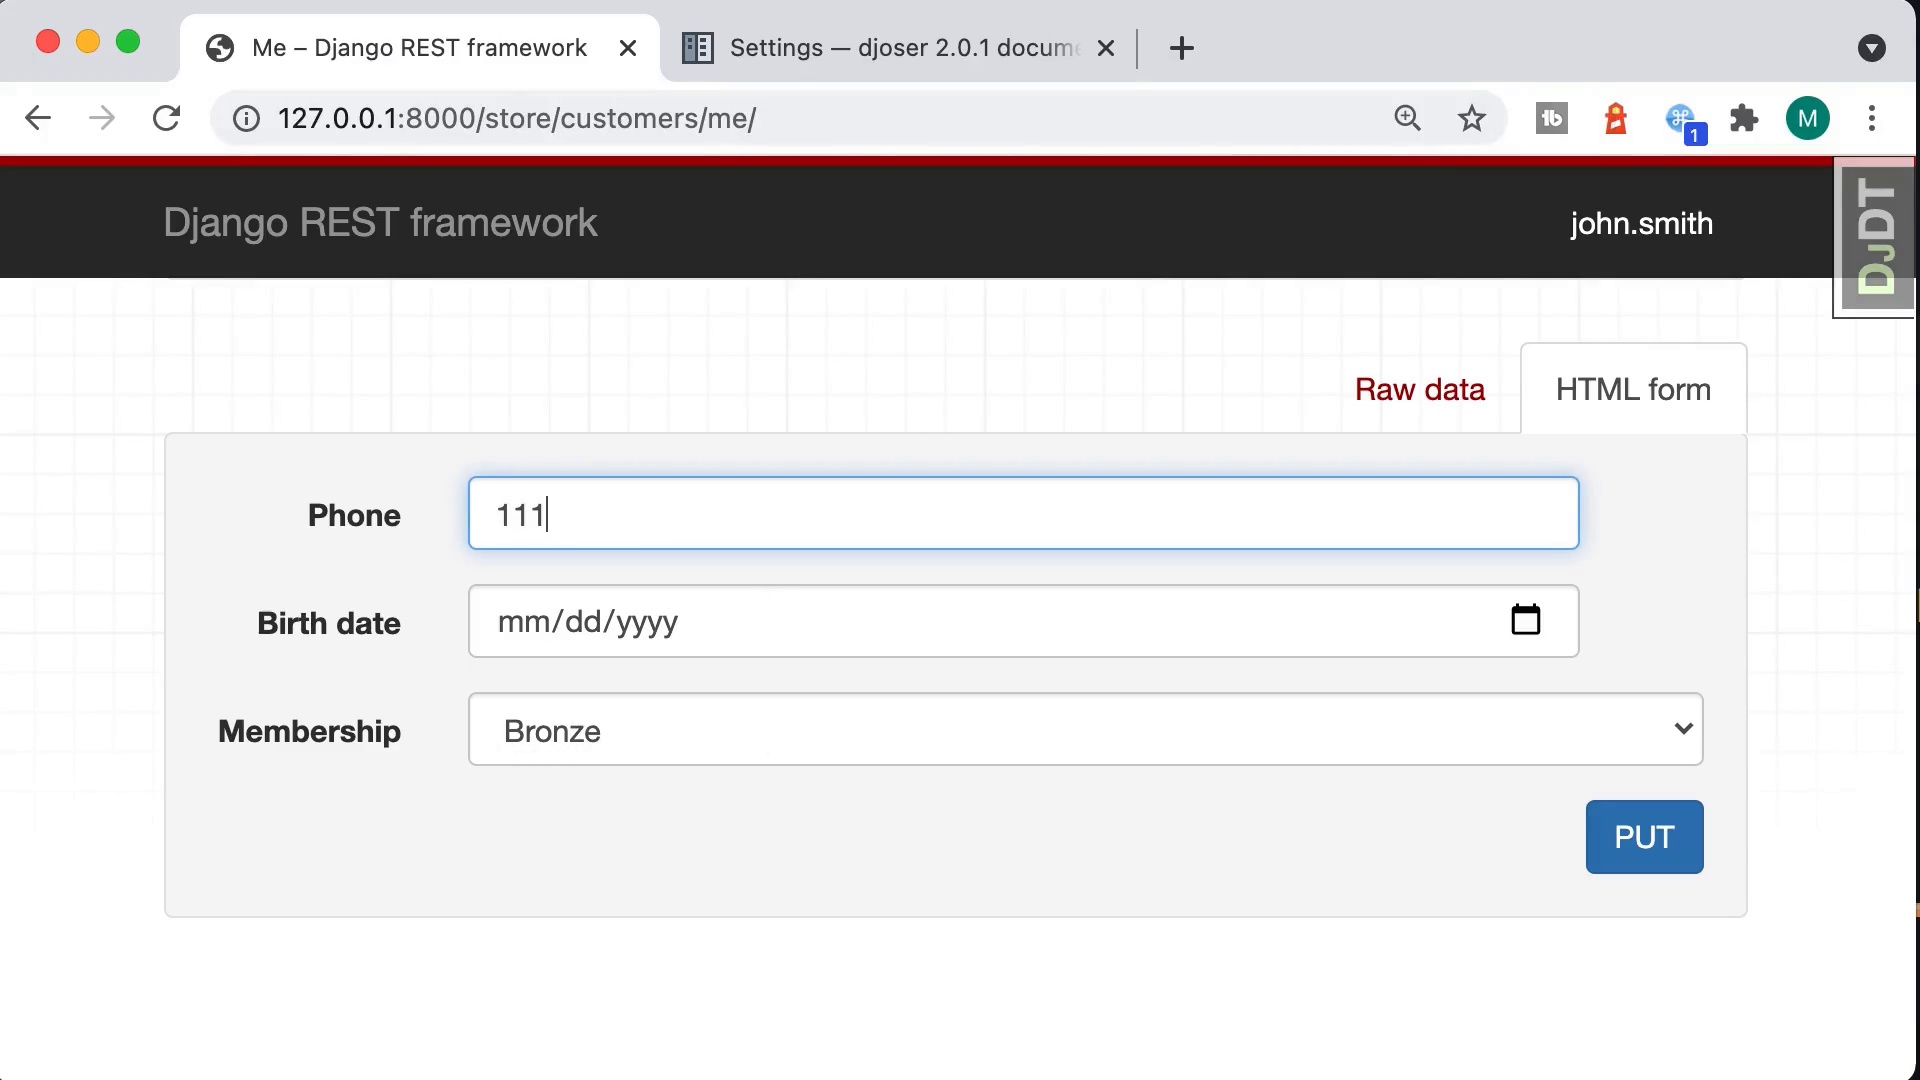 Me – Django REST framework
Settings — djoser 2.0.1 docume
127.0.0.1:8000/store/customers/me/
1
M
Django REST framework
john.smith
DJDT
Raw data
HTML form
Phone
111
Birth date
mm/dd/yyyy
Membership
Bronze
PUT